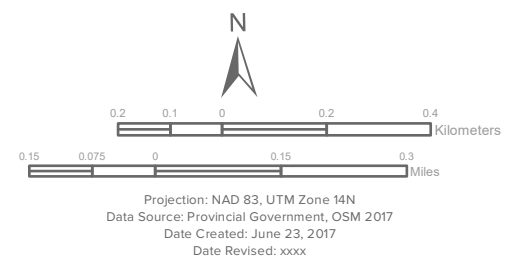 N
0.2 0.1 0 0.2 0.4
Kilometers
0.15 0.075 0 0.15 0.3
Miles
Projection: NAD 83, UTM Zone 14N
Data Source: Provincial Government, OSM 2017
Date Created: June 23, 2017
Date Revised: xxxx